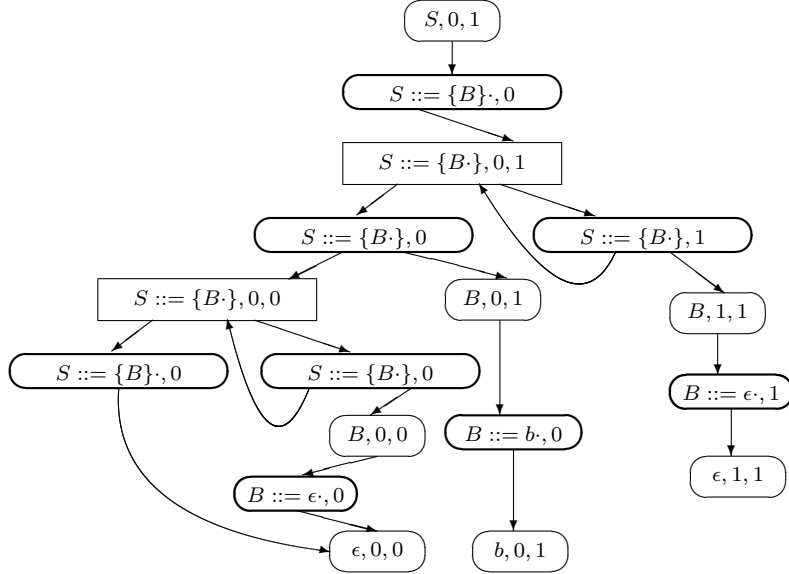 S, 0, 1
S ::= {B}·, 0
S ::= {B·}, 0, 1
S ::= {B·}, 0
S ::= {B·}, 1
S ::= {B·}, 0, 0
B, 0, 1
B, 1, 1
S ::= {B}·, 0
S ::= {B·}, 0
B ::= ϵ·, 1
B, 0, 0
B ::= b·, 0
ϵ, 1, 1
B ::= ϵ·, 0
ϵ, 0, 0
b, 0, 1